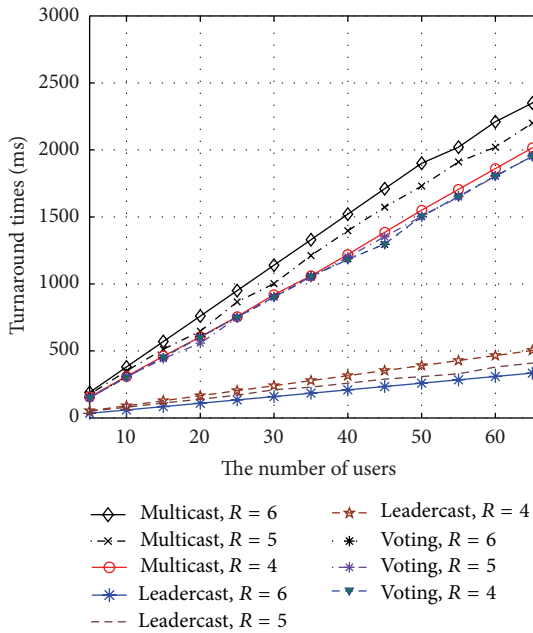 3000
2500
2000
1500
1000
500
0
Turnaround times (ms)
10 20 30 40 50 60
The number of users
Multicast, R = 6
Multicast, R = 5
Multicast, R = 4
Leadercast, R = 6
Leadercast, R = 5
Leadercast, R = 4
Voting, R = 6
Voting, R = 5
Voting, R = 4